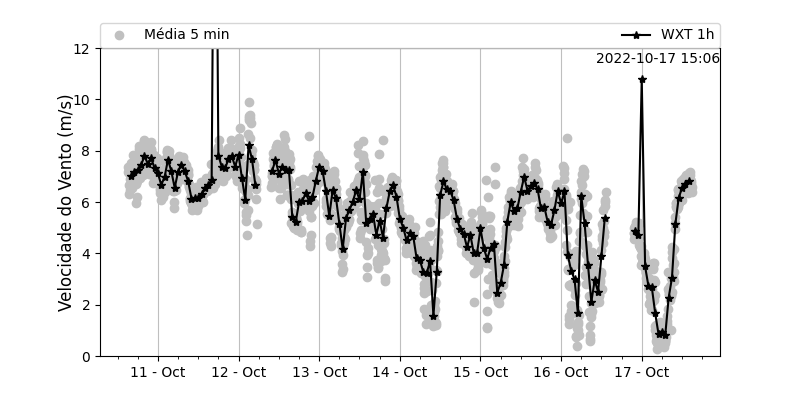 Média 5 min
WXT 1h
2022-10-17 15:06
Velocidade do Vento (m/s)
12
10
8
6
4
2
0
11 - Oct
12 - Oct
13 - Oct
14 - Oct
15 - Oct
16 - Oct
17 - Oct